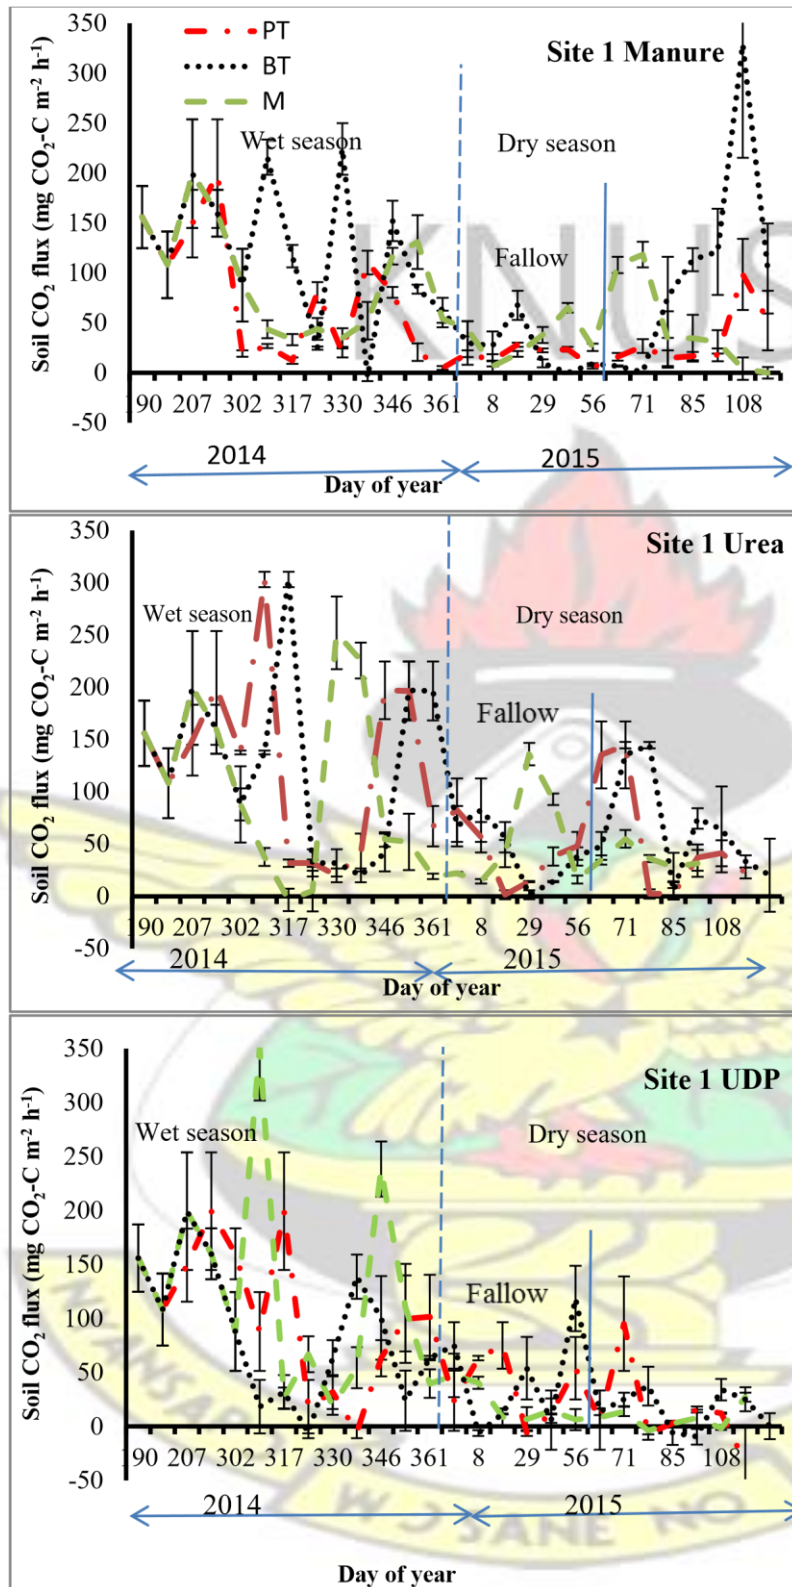 Soil CO₂ flux (mg CO₂-C m⁻² h⁻¹)
350
300
250
200
150
100
50
0
-50
PT
BT
M
Site 1 Manure
Wet season
Dry season
Fallow
KNUS
190 207 302 317 330 346 361 8 29 56 71 85 108
2014 2015
Day of year
Soil CO₂ flux (mg CO₂-C m⁻² h⁻¹)
350
300
250
200
150
100
50
0
-50
Site 1 Urea
Wet season
Dry season
Fallow
190 207 302 317 330 346 361 8 29 56 71 85 108
2014 2015
Day of year
Soil CO₂ flux (mg CO₂-C m⁻² h⁻¹)
350
300
250
200
150
100
50
0
-50
Site 1 UDP
Wet season
Dry season
Fallow
190 207 302 317 330 346 361 8 29 56 71 85 108
2014 2015
SANE NO
Day of year